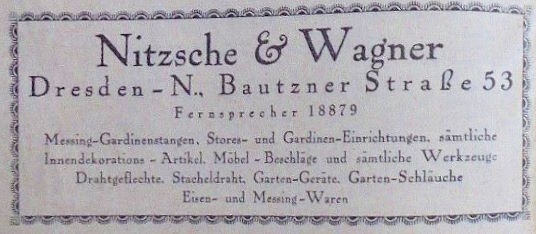 Nitzsche & Wagner
Dresden-N., Bautzner Straße 53
Fernsprecher 18879
Messing-Gardinenstangen, Stores- und Gardinen-Einrichtungen, sämtliche
Innendekorations-Artikel, Möbel-Beschläge und sämtliche Werkzeuge
Drahtgeflechte, Stacheldraht, Garten-Geräte, Garten-Schläuche
Eisen- und Messing-Waren